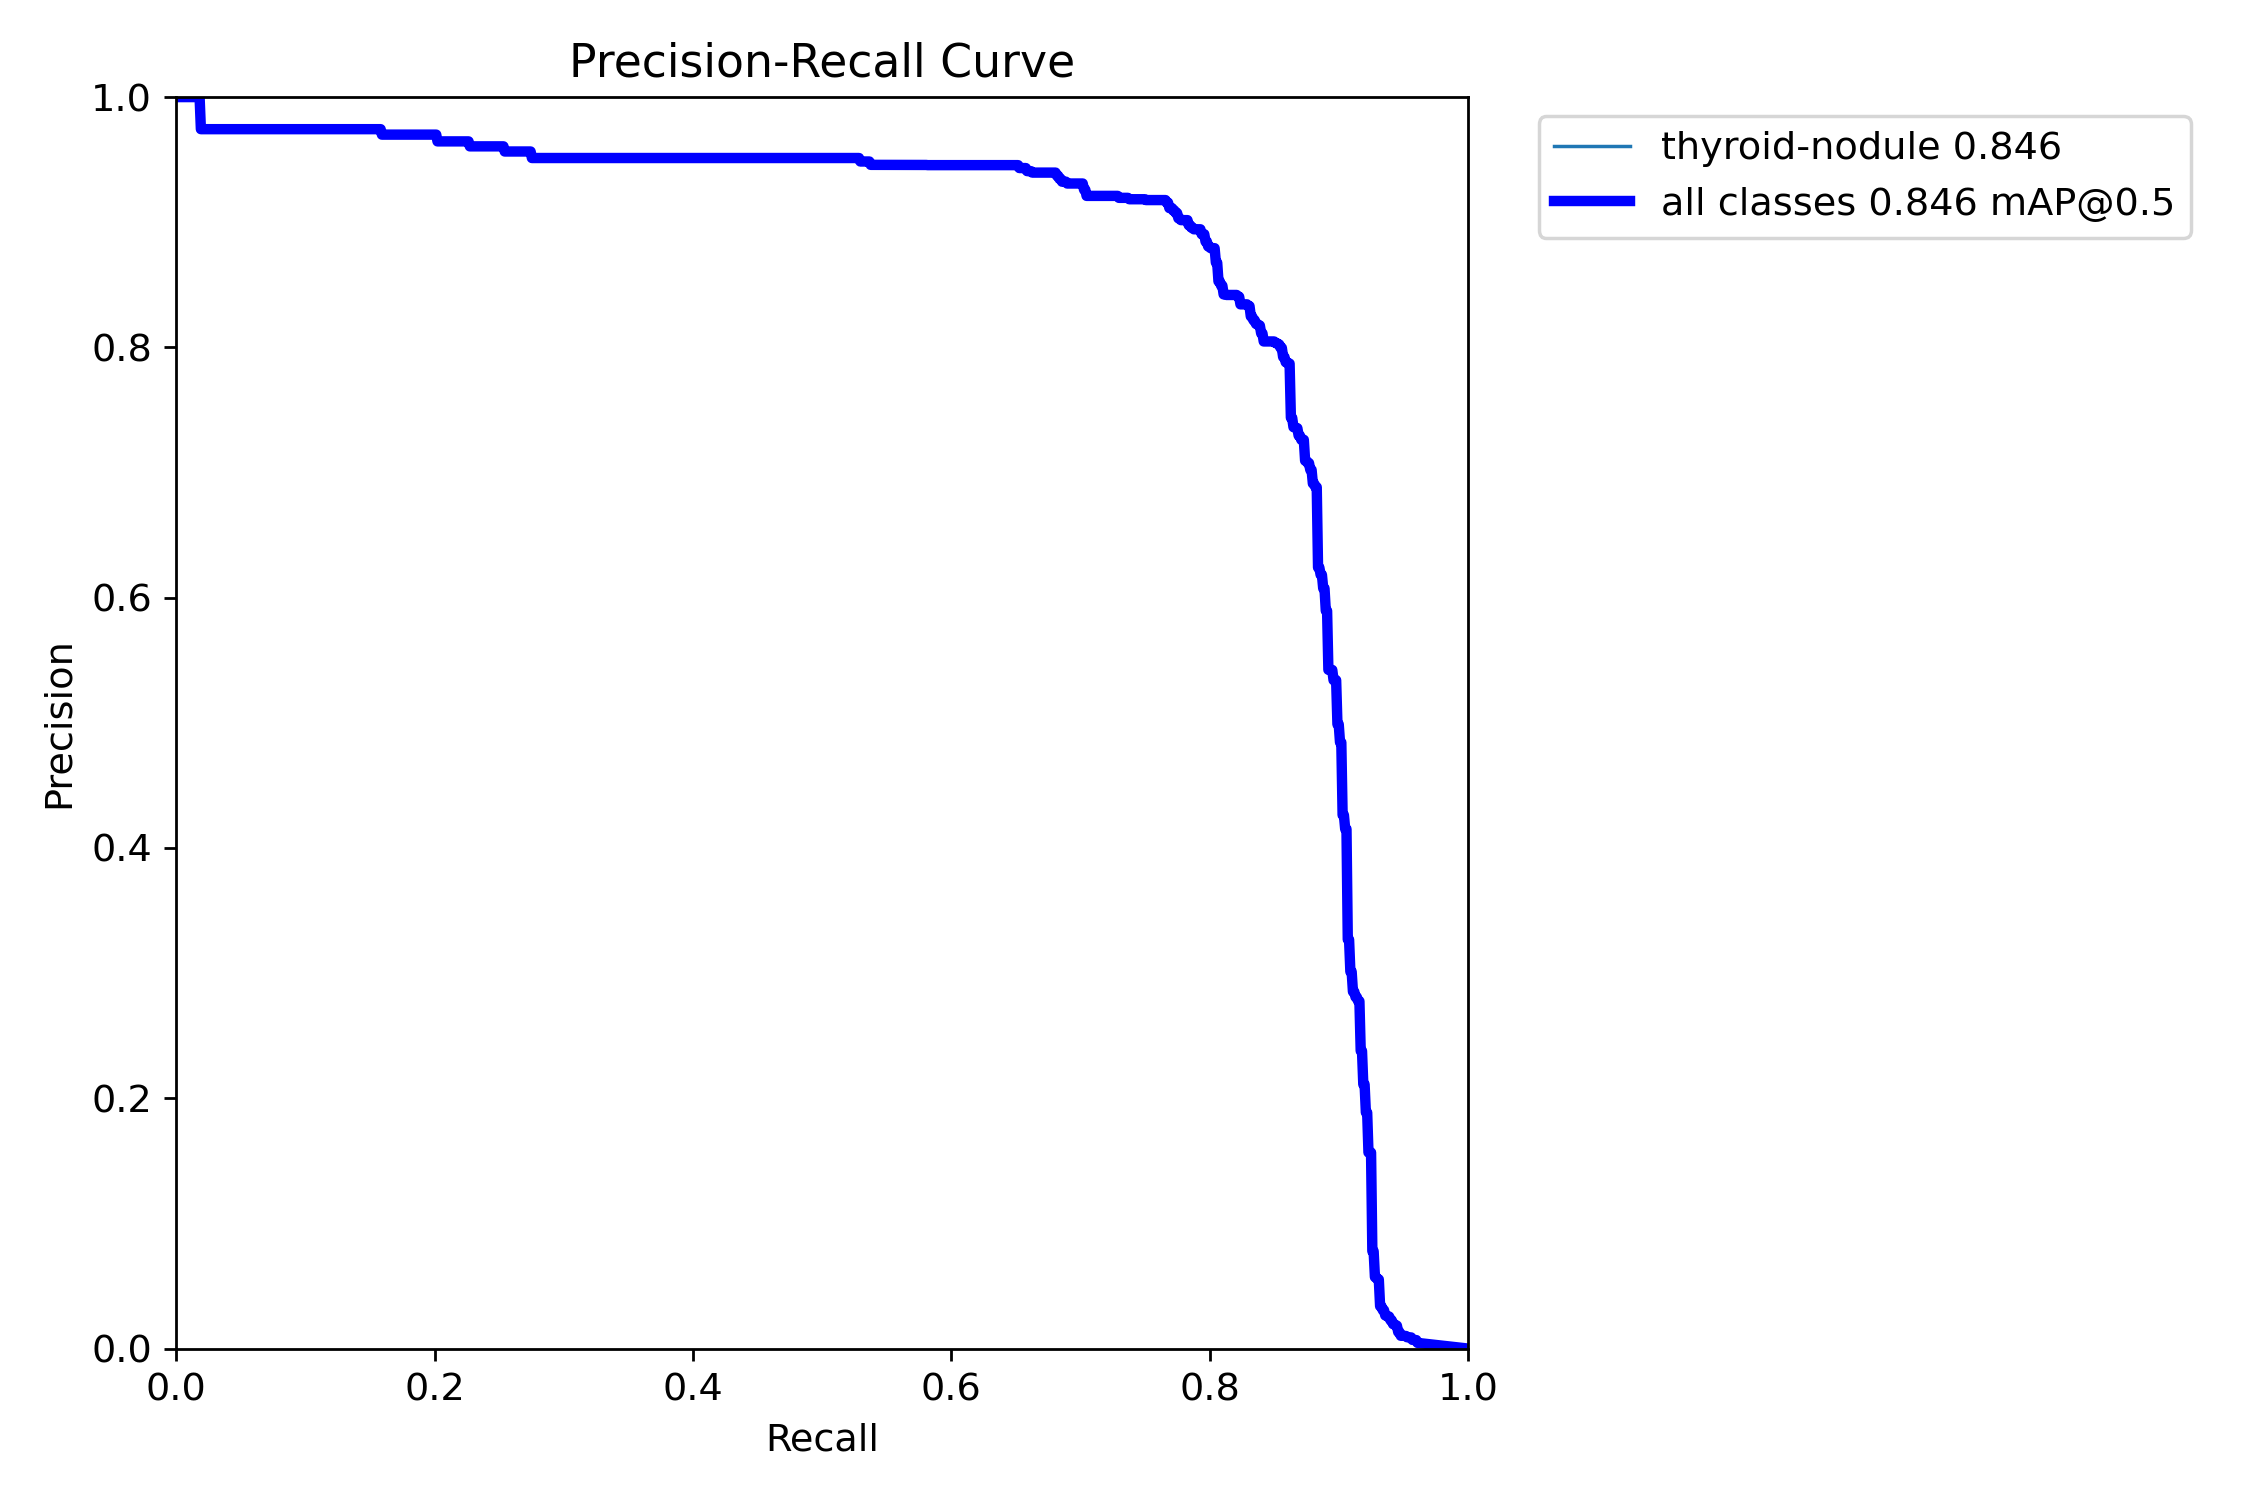 Precision-Recall Curve
1.0
0.8
0.6
0.4
0.2
0.0
Precision
0.0 0.2 0.4 0.6 0.8 1.0
Recall
thyroid-nodule 0.846
all classes 0.846 mAP@0.5